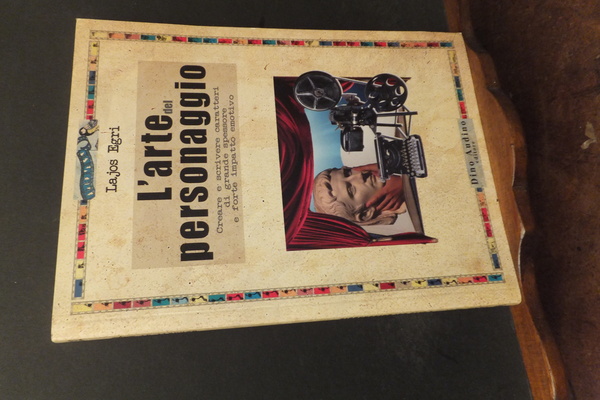 Lajos Egri
L'arte del
personaggio
Creare e scrivere caratteri
di grande spessore
e forte impatto emotivo
Dino Audino
editore